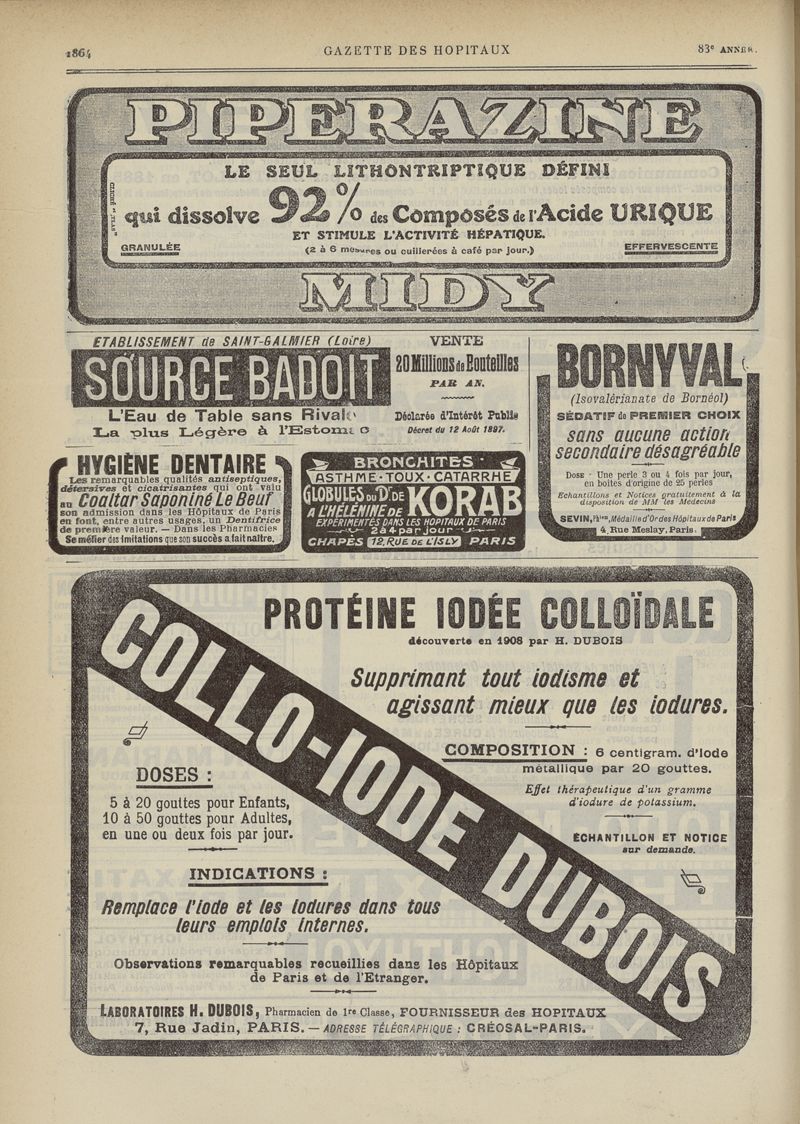 1864
GAZETTE DES HOPITAUX
83e ANNÉE.
PIPERAZINE
LE SEUL LITHONTRIPTIQUE DÉFINI
qui dissolve 92% des Composés de l'Acide URIQUE
ET STIMULE L'ACTIVITÉ HÉPATIQUE.
GRANULÉE
(2 à 6 mesures ou cuillerées à café par jour.)
EFFERVESCENTE
MIDY
ETABLISSEMENT de SAINT-GALMIER (Loire)
SOURCE BADOIT
L'Eau de Table sans Rivale
La plus Légère à l'Estomac
VENTE
20 Millions de Bouteilles
PAR AN.
Déclarée d'Intérêt Public
Décret du 12 Août 1897.
BORNYVAL
(Isovalérianate de Bornéol)
SÉDATIF de PREMIER CHOIX
sans aucune action
secondaire désagréable
DOSE - Une perle 3 ou 4 fois par jour,
en boîtes d'origine de 25 perles
Echantillons et Notices gratuitement à la
disposition de MM les Médecins
SEVIN, Médaille d'Or des Hôpitaux de Paris
4, Rue Meslay, Paris.
HYGIÈNE DENTAIRE
Les remarquables qualités antiseptiques,
détersives et cicatrisantes qui ont valu
au Coaltar Saponiné Le Beuf
son admission dans les Hôpitaux de Paris
en font, entre autres usages, un Dentifrice
de première valeur. — Dans les Pharmacies
Se méfier des imitations que son succès a fait naître.
BRONCHITES
ASTHME · TOUX · CATARRHE
GLOBULES DU Dr. DE KORAB
A L'HÉLÉNINE DE
EXPÉRIMENTÉS DANS LES HOPITAUX DE PARIS
2 à 4 par jour
CHAPÈS 12, RUE DE L'ISLY PARIS
PROTÉINE IODÉE COLLOÏDALE
découverte en 1908 par H. DUBOIS
Supprimant tout iodisme et
agissant mieux que les iodures.
COLLO-IODE DUBOIS
COMPOSITION : 6 centigram. d'Iode
métallique par 20 gouttes.
Effet thérapeutique d'un gramme
d'iodure de potassium.
ÉCHANTILLON ET NOTICE
sur demande.
DOSES :
5 à 20 gouttes pour Enfants,
10 à 50 gouttes pour Adultes,
en une ou deux fois par jour.
INDICATIONS :
Remplace l'Iode et les Iodures dans tous
leurs emplois internes.
Observations remarquables recueillies dans les Hôpitaux
de Paris et de l'Etranger.
LABORATOIRES H. DUBOIS, Pharmacien de 1re Classe, FOURNISSEUR des HOPITAUX
7, Rue Jadin, PARIS. — ADRESSE TÉLÉGRAPHIQUE : CRÉOSAL-PARIS.